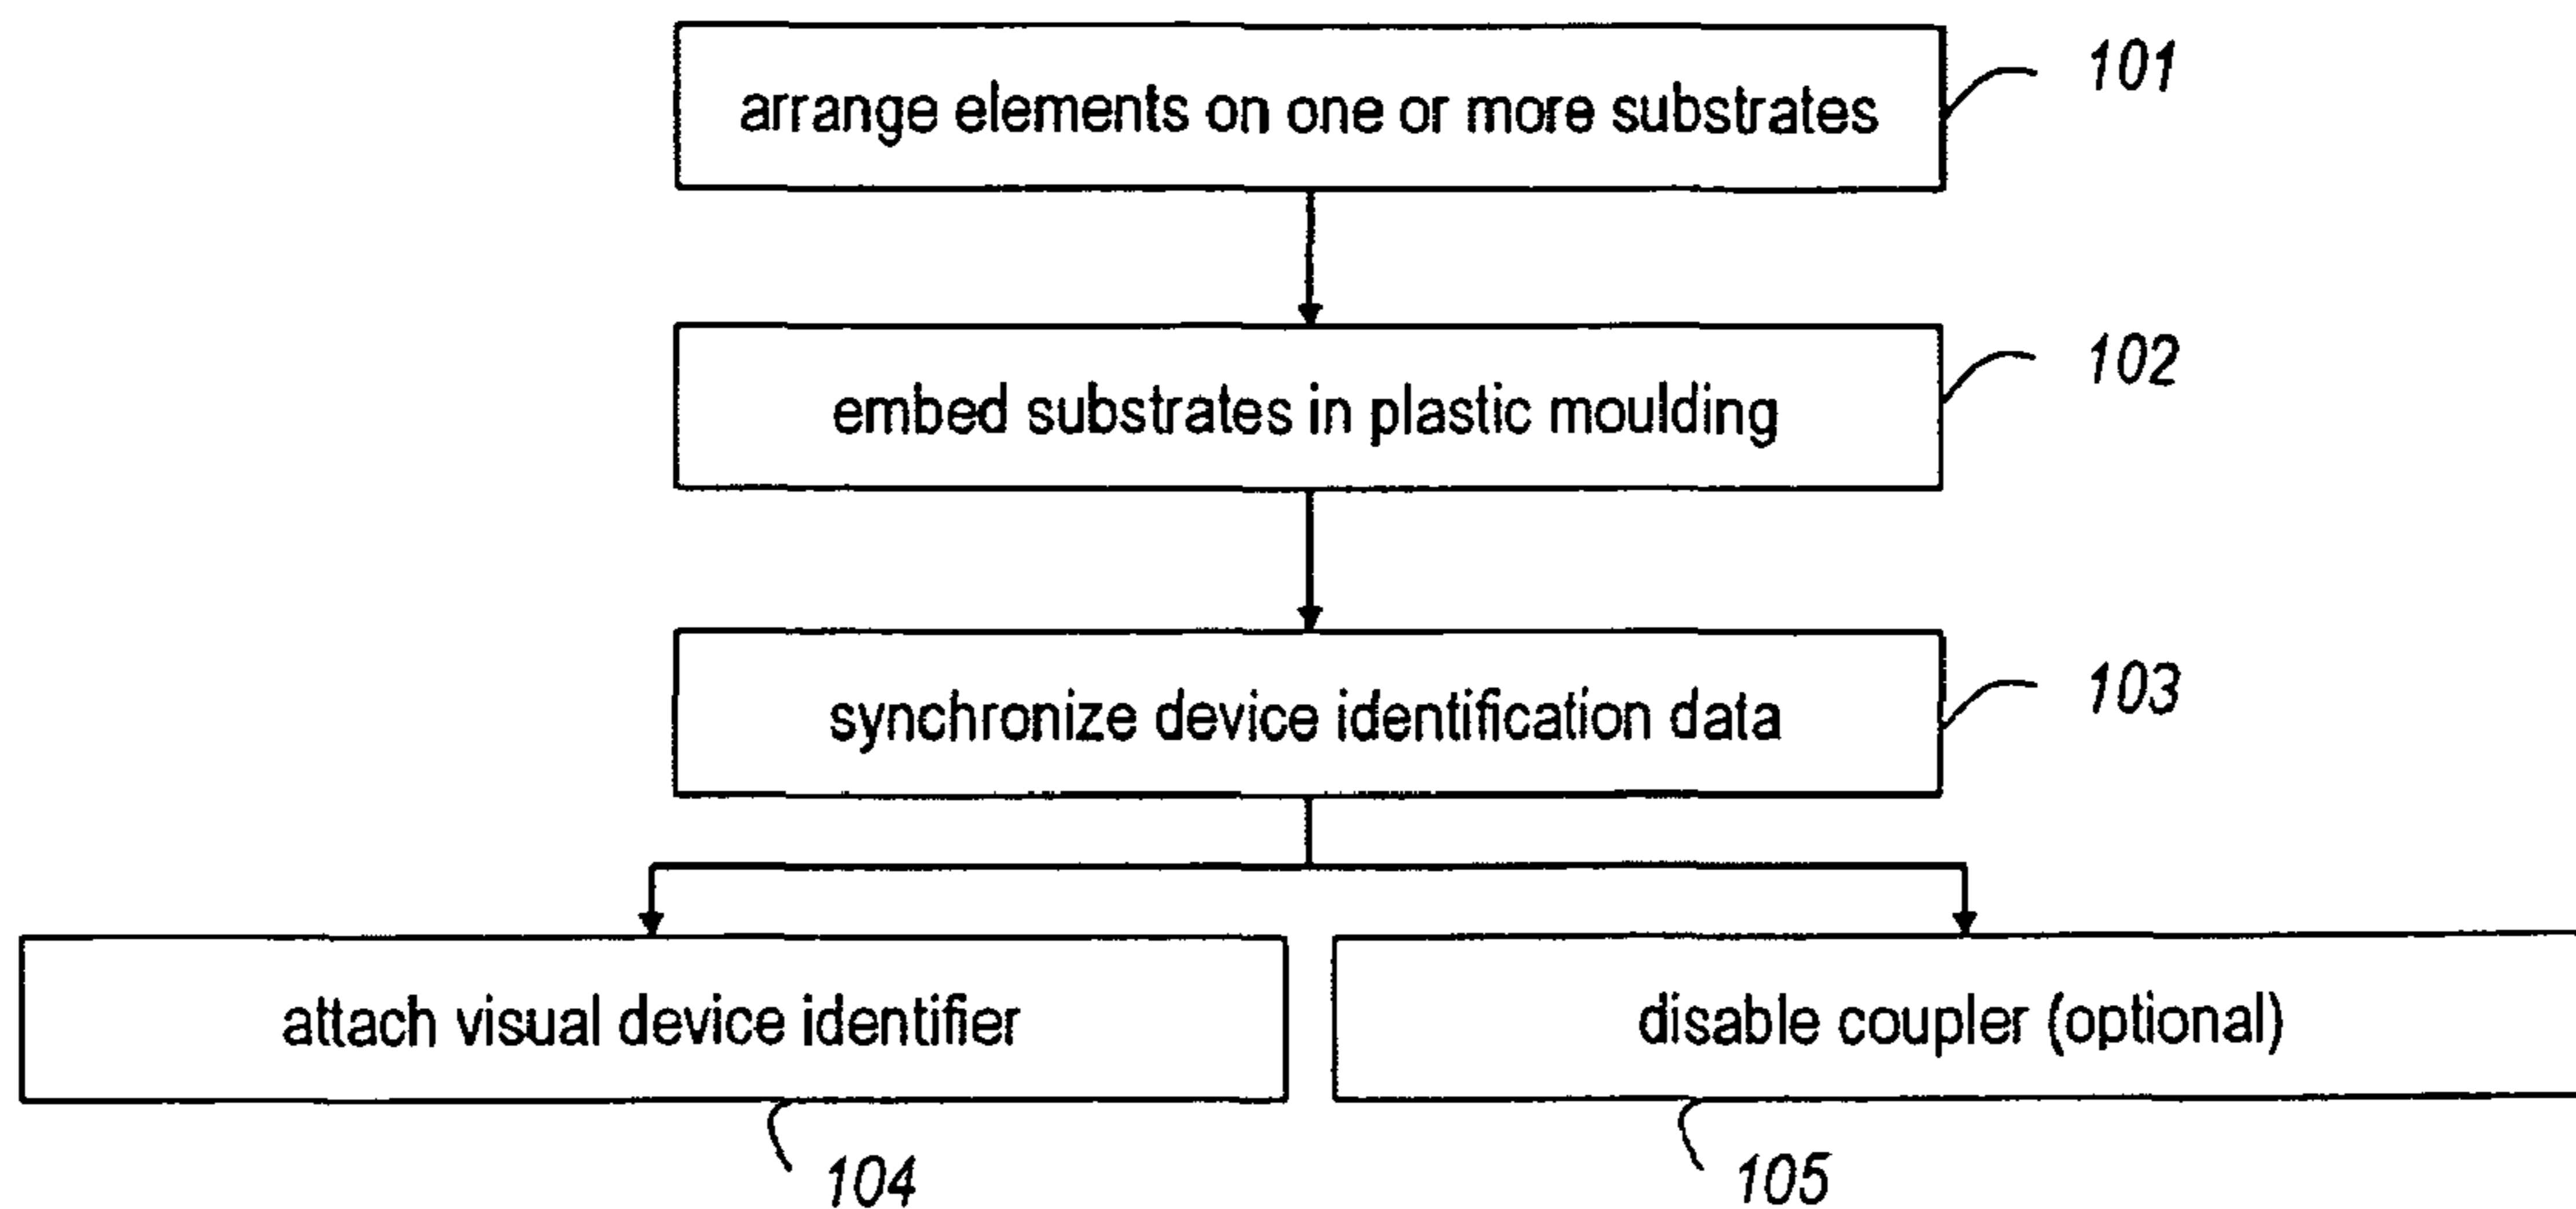 arrange elements on one or more substrates
101
embed substrates in plastic moulding
102
synchronize device identification data
103
attach visual device identifier
disable coupler (optional)
104
105